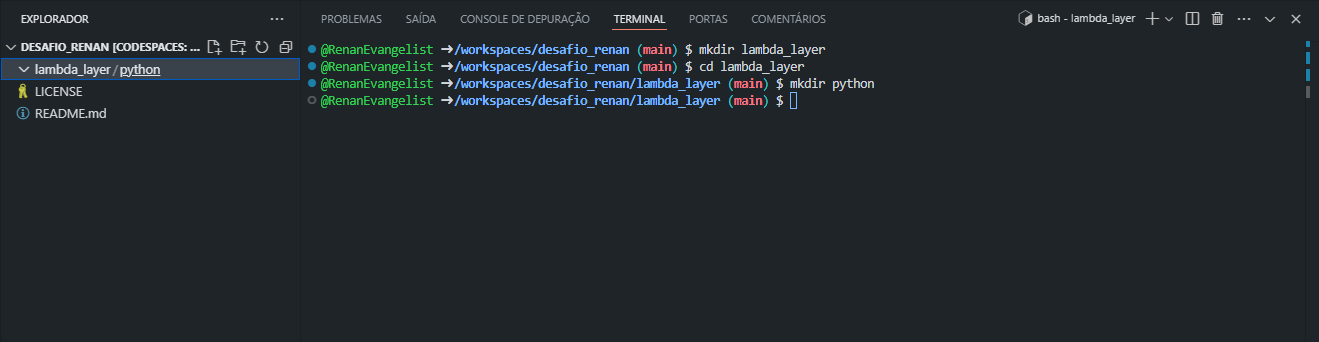 EXPLORADOR ...
DESAFIO_RENAN [CODESPACES: ...
lambda_layer / python
LICENSE
README.md
PROBLEMAS SAÍDA CONSOLE DE DEPURAÇÃO TERMINAL PORTAS COMENTÁRIOS bash - lambda_layer
@RenanEvangelist ➜ /workspaces/desafio_renan (main) $ mkdir lambda_layer
@RenanEvangelist ➜ /workspaces/desafio_renan (main) $ cd lambda_layer
@RenanEvangelist ➜ /workspaces/desafio_renan/lambda_layer (main) $ mkdir python
@RenanEvangelist ➜ /workspaces/desafio_renan/lambda_layer (main) $